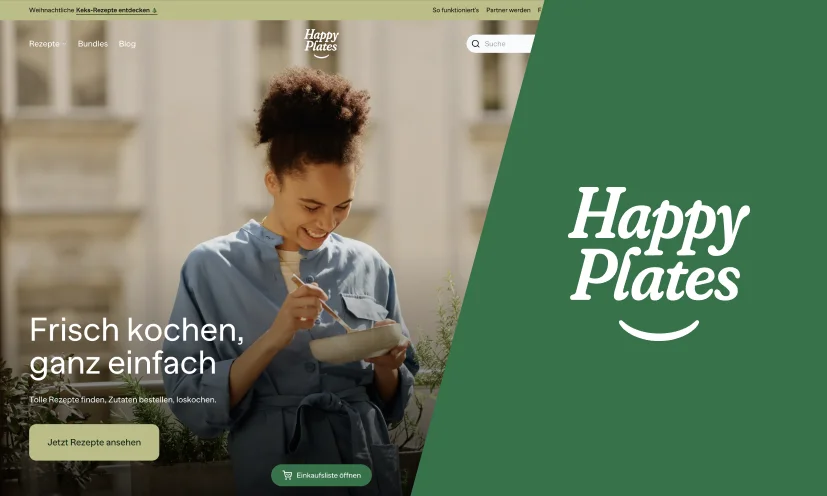 Weihnachtliche Keks-Rezepte entdecken
So funktioniert's Partner werden F
Rezepte Bundles Blog
Happy
Plates
Suche
Frisch kochen,
ganz einfach
Tolle Rezepte finden, Zutaten bestellen, loskochen.
Jetzt Rezepte ansehen
Einkaufsliste öffnen
Happy
Plates